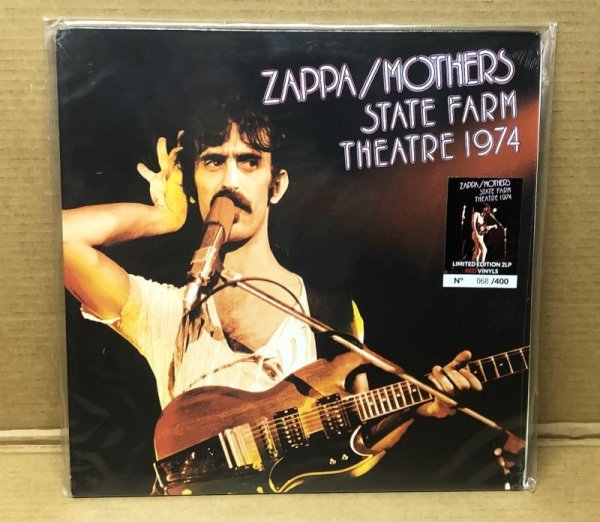 ZAPPA/MOTHERS
STATE FARM
THEATRE 1974
ZAPPA/MOTHERS
STATE FARM
THEATRE 1974
LIMITED EDITION 2LP
RED VINYLS
N° 068 /400